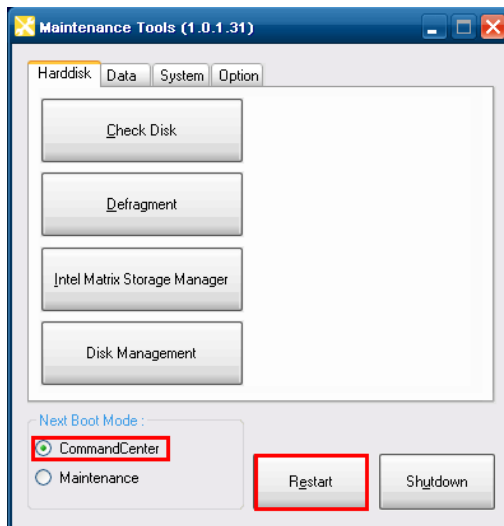 Maintenance Tools (1.0.1.31)
Harddisk Data System Option
Check Disk
Defragment
Intel Matrix Storage Manager
Disk Management
Next Boot Mode :
CommandCenter
Maintenance
Restart Shutdown